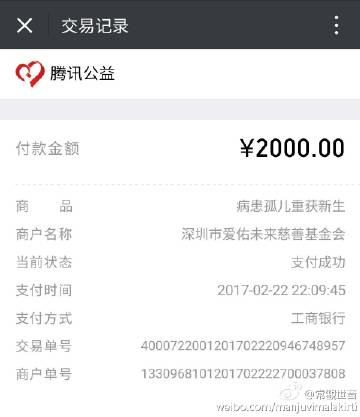 交易记录
腾讯公益
付款金额 ¥2000.00
商品 病患孤儿重获新生
商户名称 深圳市爱佑未来慈善基金会
当前状态 支付成功
支付时间 2017-02-22 22:09:45
支付方式 工商银行
交易单号 4000722001201702220946748957
商户单号 1330968101201702222700037808
@常观世音
weibo.com/manjuvimalakirti